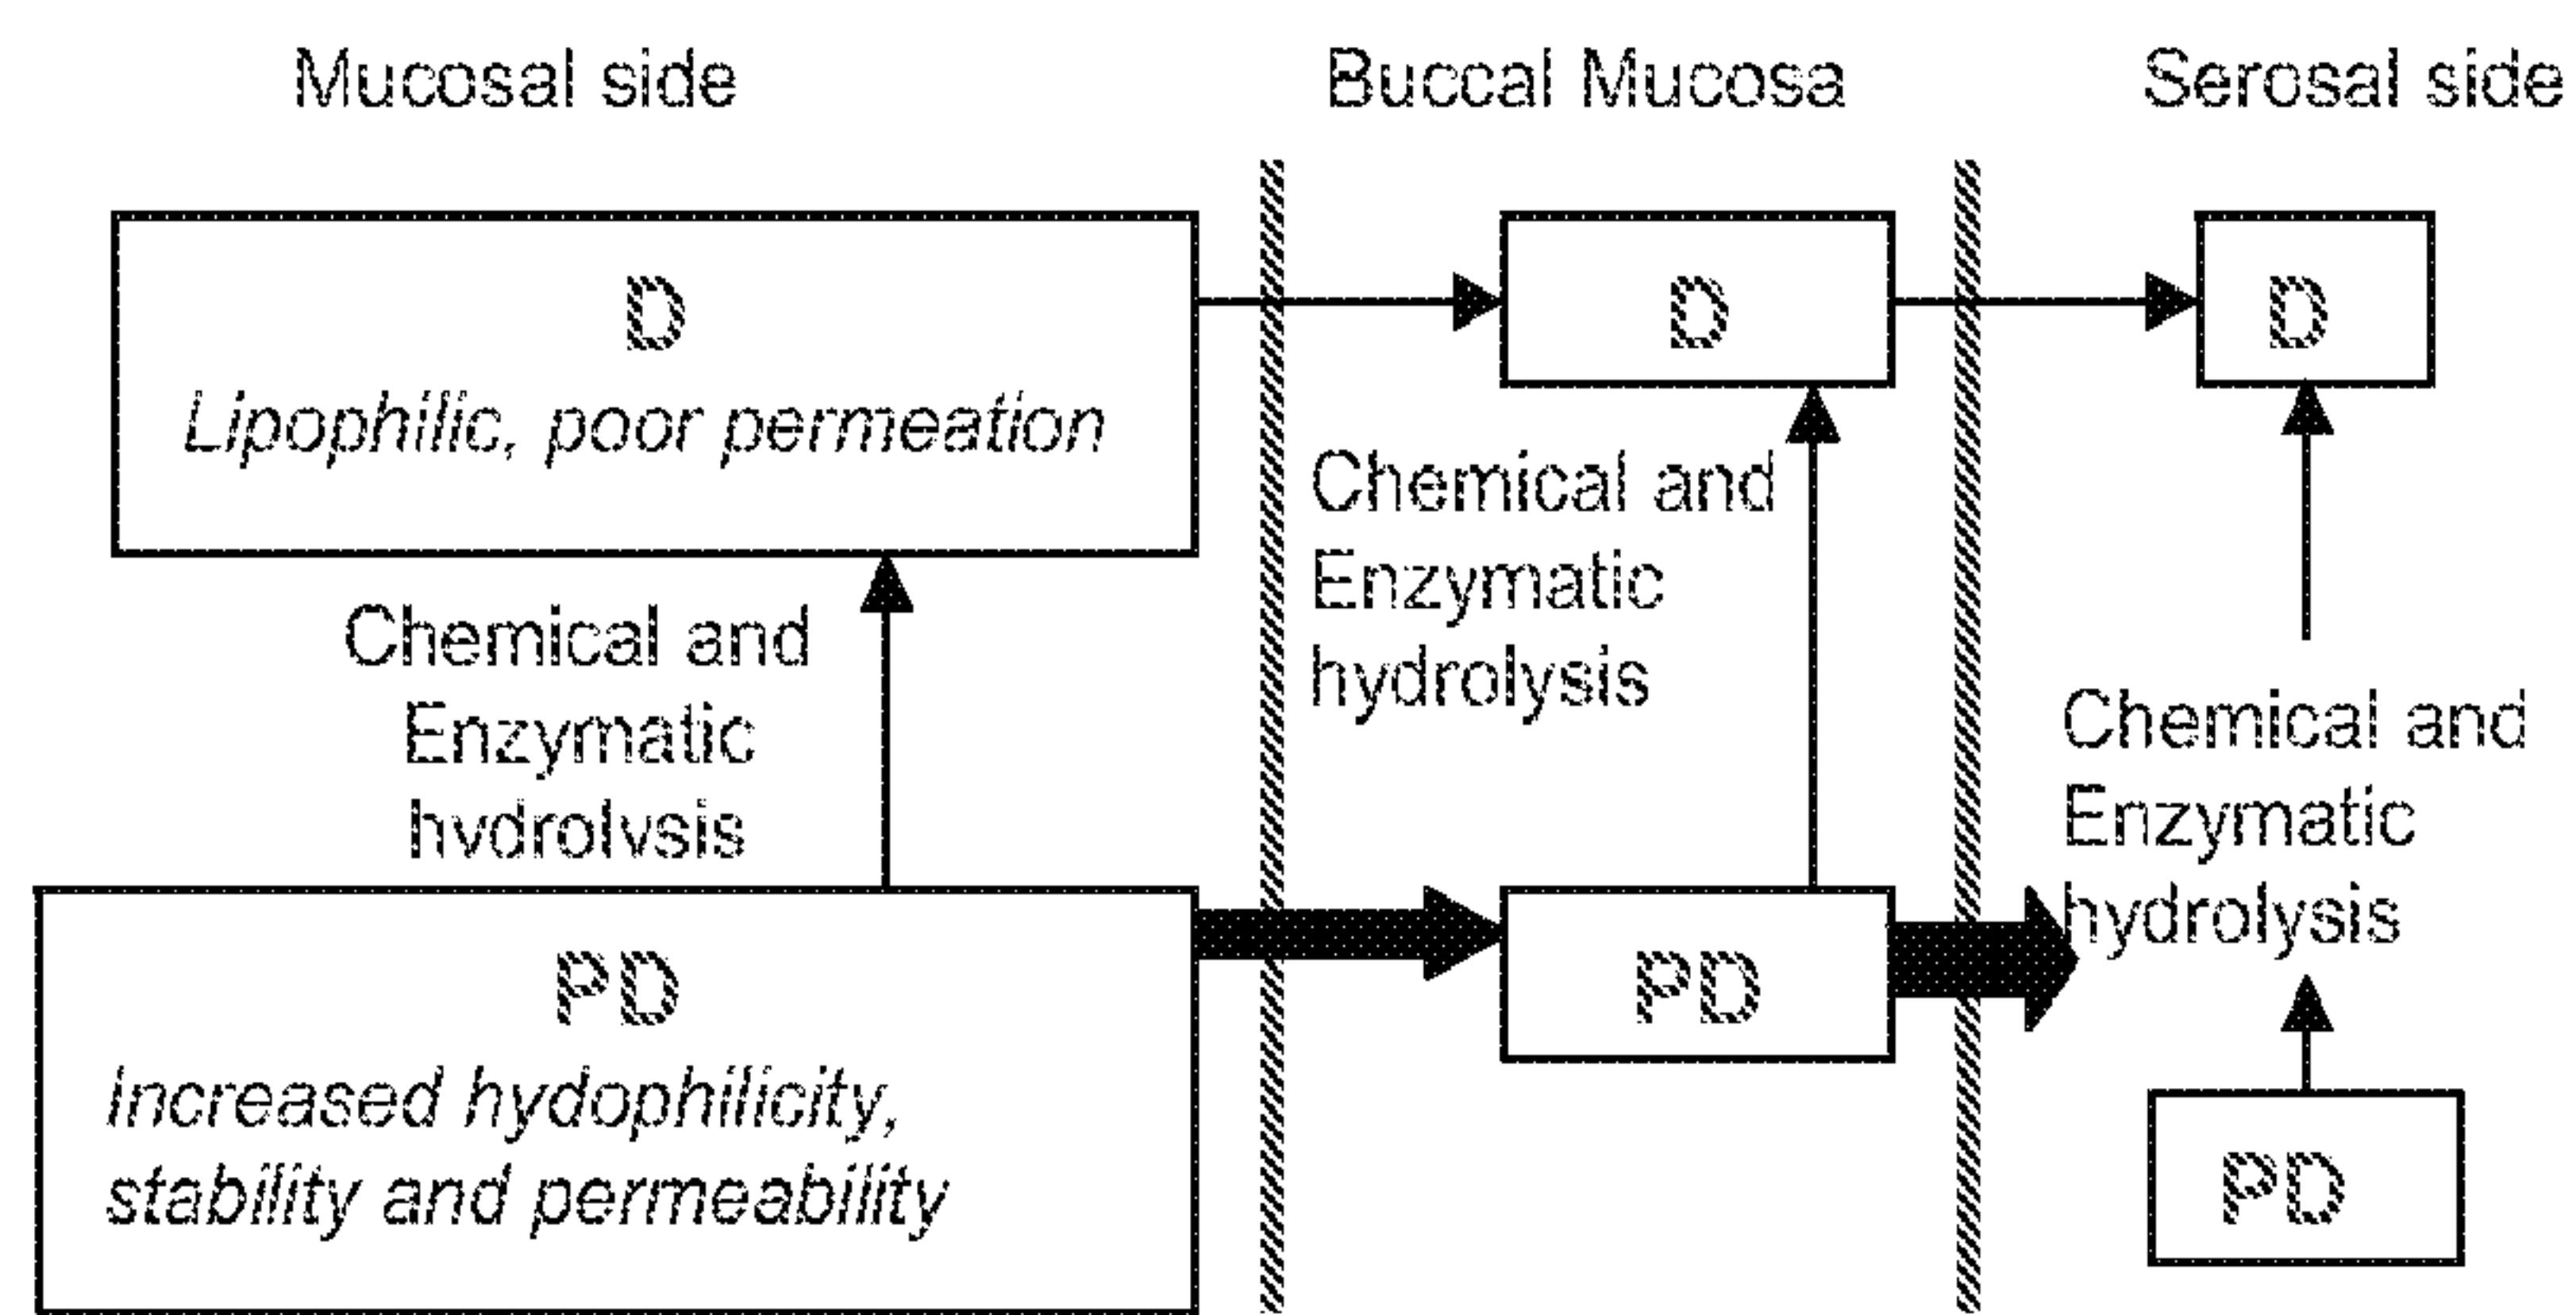 Mucosal side
Buccal Mucosa
Serosal side
D
Lipophilic, poor permeation
D
D
Chemical and
Enzymatic
hydrolysis
Chemical and
Enzymatic
hydrolysis
Chemical and
Enzymatic
hydrolysis
PD
Increased hydophilicity,
stability and permeability
PD
PD